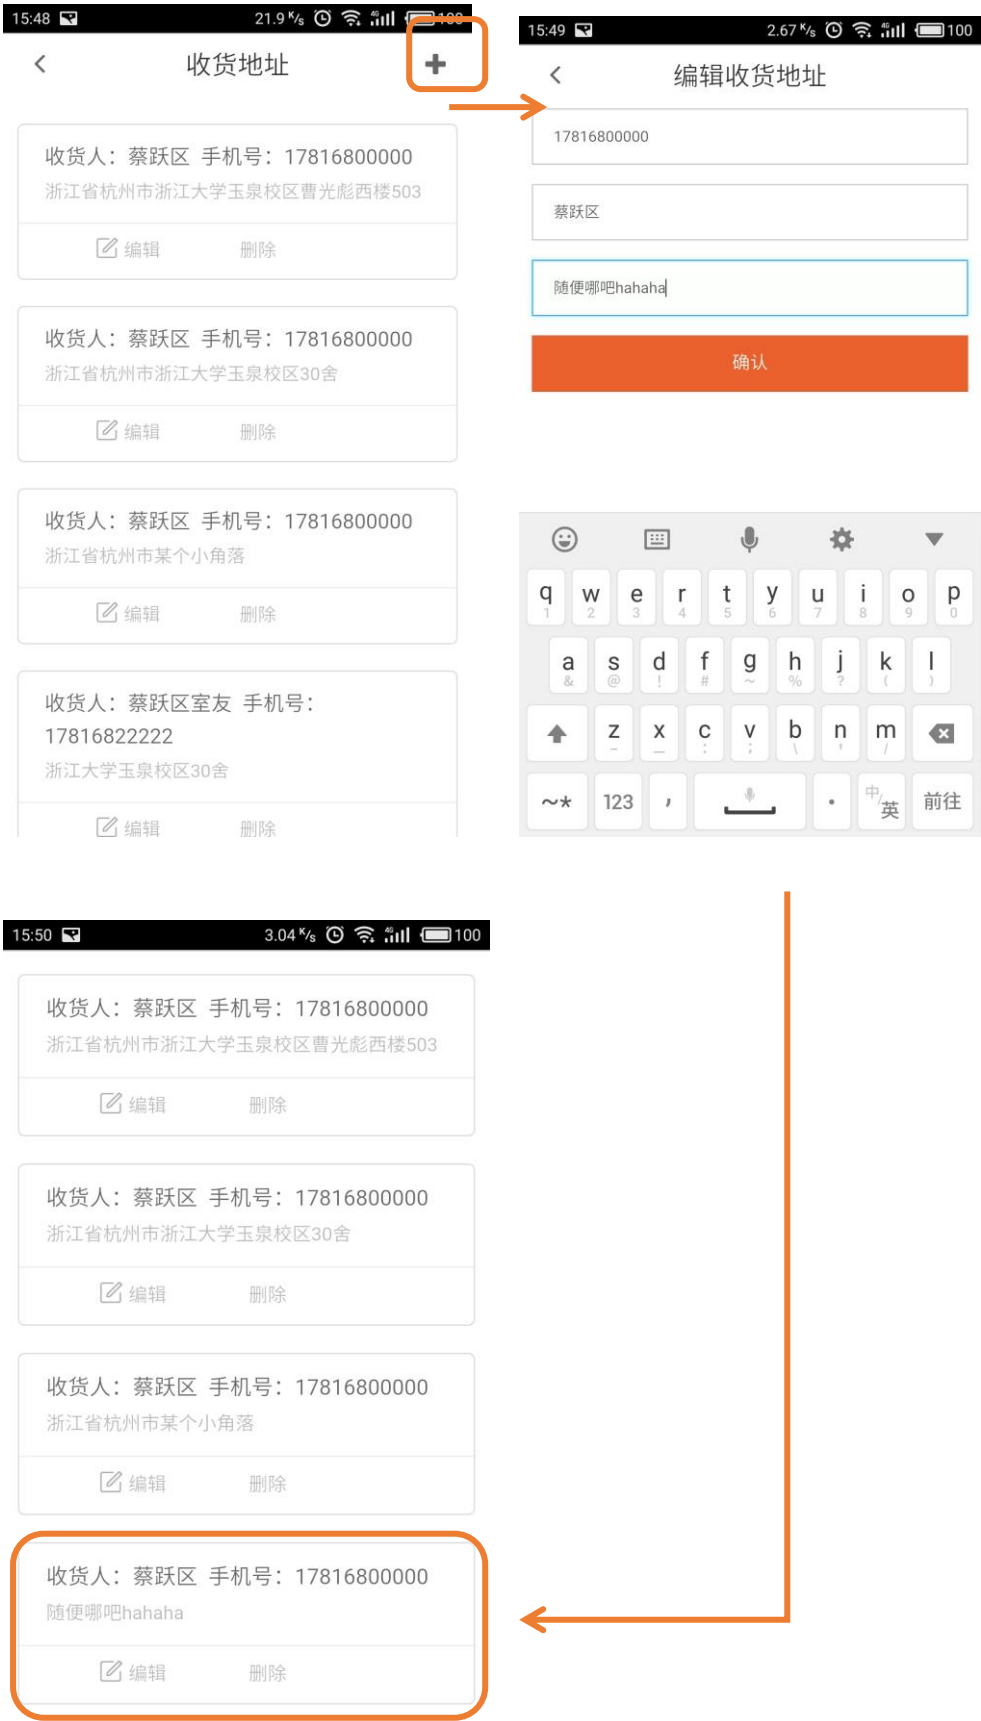 15:48 21.9 K/s 4G 100
收货地址
收货人：蔡跃区 手机号：17816800000
浙江省杭州市浙江大学玉泉校区曹光彪西楼503
编辑 删除
收货人：蔡跃区 手机号：17816800000
浙江省杭州市浙江大学玉泉校区30舍
编辑 删除
收货人：蔡跃区 手机号：17816800000
浙江省杭州市某个小角落
编辑 删除
收货人：蔡跃区室友 手机号：
17816822222
浙江大学玉泉校区30舍
编辑 删除
15:49 2.67 K/s 4G 100
编辑收货地址
17816800000
蔡跃区
随便哪吧hahaha
确认
q w e r t y u i o p
1 2 3 4 5 6 7 8 9 0
a s d f g h j k l
& @ ! # ~ % ? ( )
z x c v b n m
- _ : ; \ ' /
~* 123 , . 中/英 前往
15:50 3.04 K/s 4G 100
收货人：蔡跃区 手机号：17816800000
浙江省杭州市浙江大学玉泉校区曹光彪西楼503
编辑 删除
收货人：蔡跃区 手机号：17816800000
浙江省杭州市浙江大学玉泉校区30舍
编辑 删除
收货人：蔡跃区 手机号：17816800000
浙江省杭州市某个小角落
编辑 删除
收货人：蔡跃区 手机号：17816800000
随便哪吧hahaha
编辑 删除